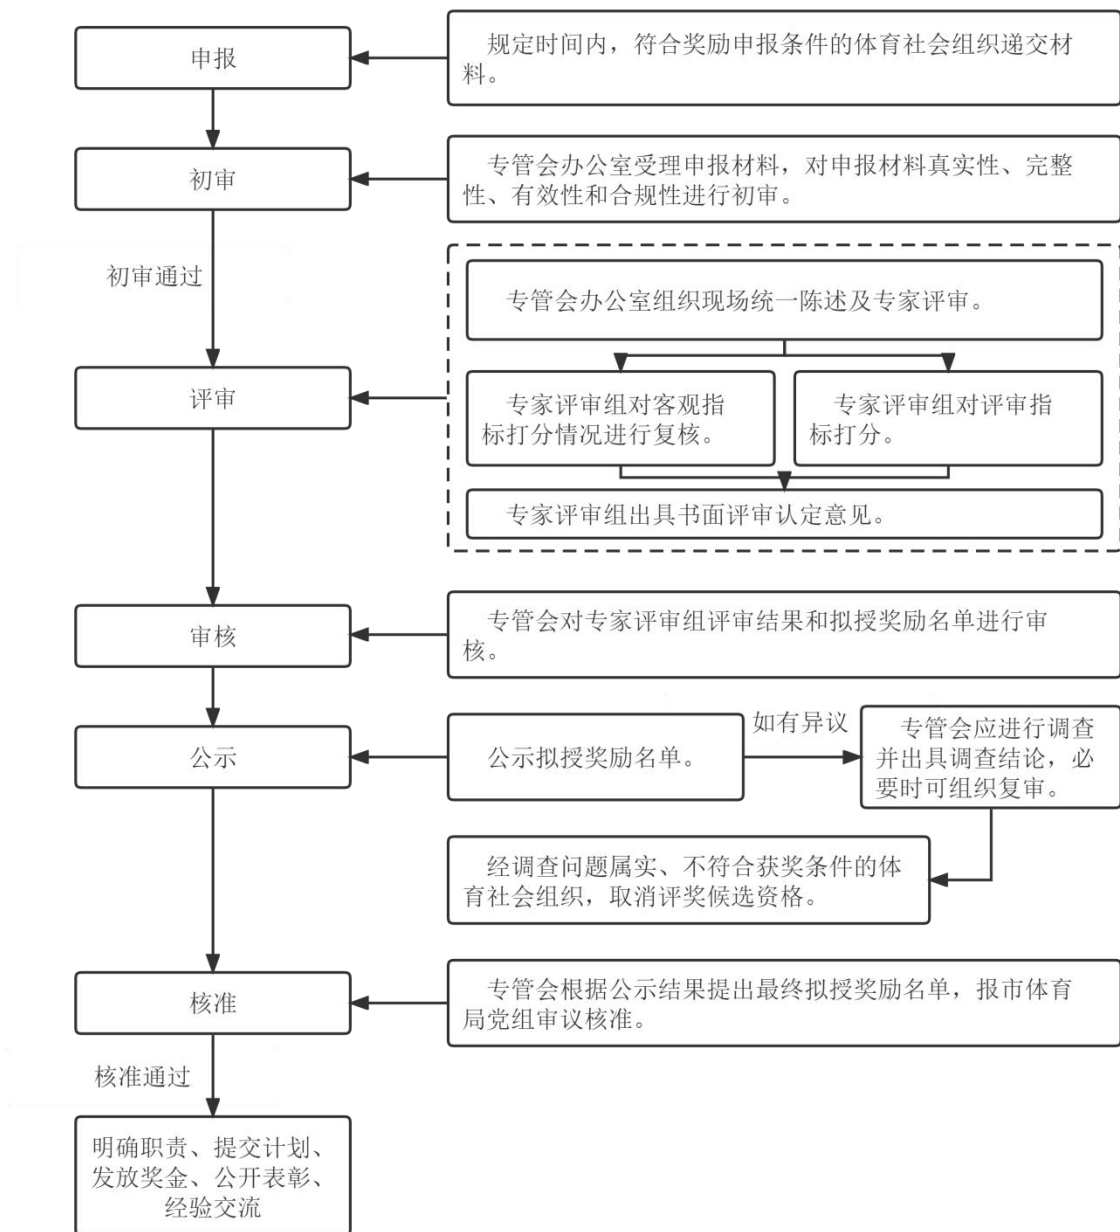 申报
规定时间内，符合奖励申报条件的体育社会组织递交材
料。
初审
专管会办公室受理申报材料，对申报材料真实性、完整
性、有效性和合规性进行初审。
初审通过
专管会办公室组织现场统一陈述及专家评审。
评审
专家评审组对客观指
标打分情况进行复核。
专家评审组对评审指
标打分。
专家评审组出具书面评审认定意见。
审核
专管会对专家评审组评审结果和拟授奖励名单进行审
核。
公示
公示拟授奖励名单。
如有异议
专管会应进行调查
并出具调查结论，必
要时可组织复审。
经调查问题属实、不符合获奖条件的体
育社会组织，取消评奖候选资格。
核准
专管会根据公示结果提出最终拟授奖励名单，报市体育
局党组审议核准。
核准通过
明确职责、提交计划、
发放奖金、公开表彰、
经验交流